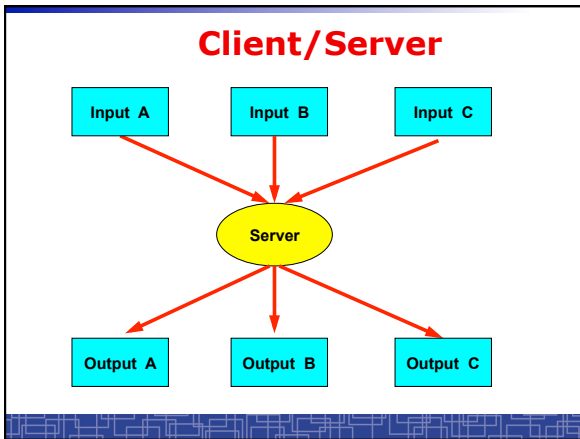 Client/Server
Input A
Input B
Input C
Server
Output A
Output B
Output C